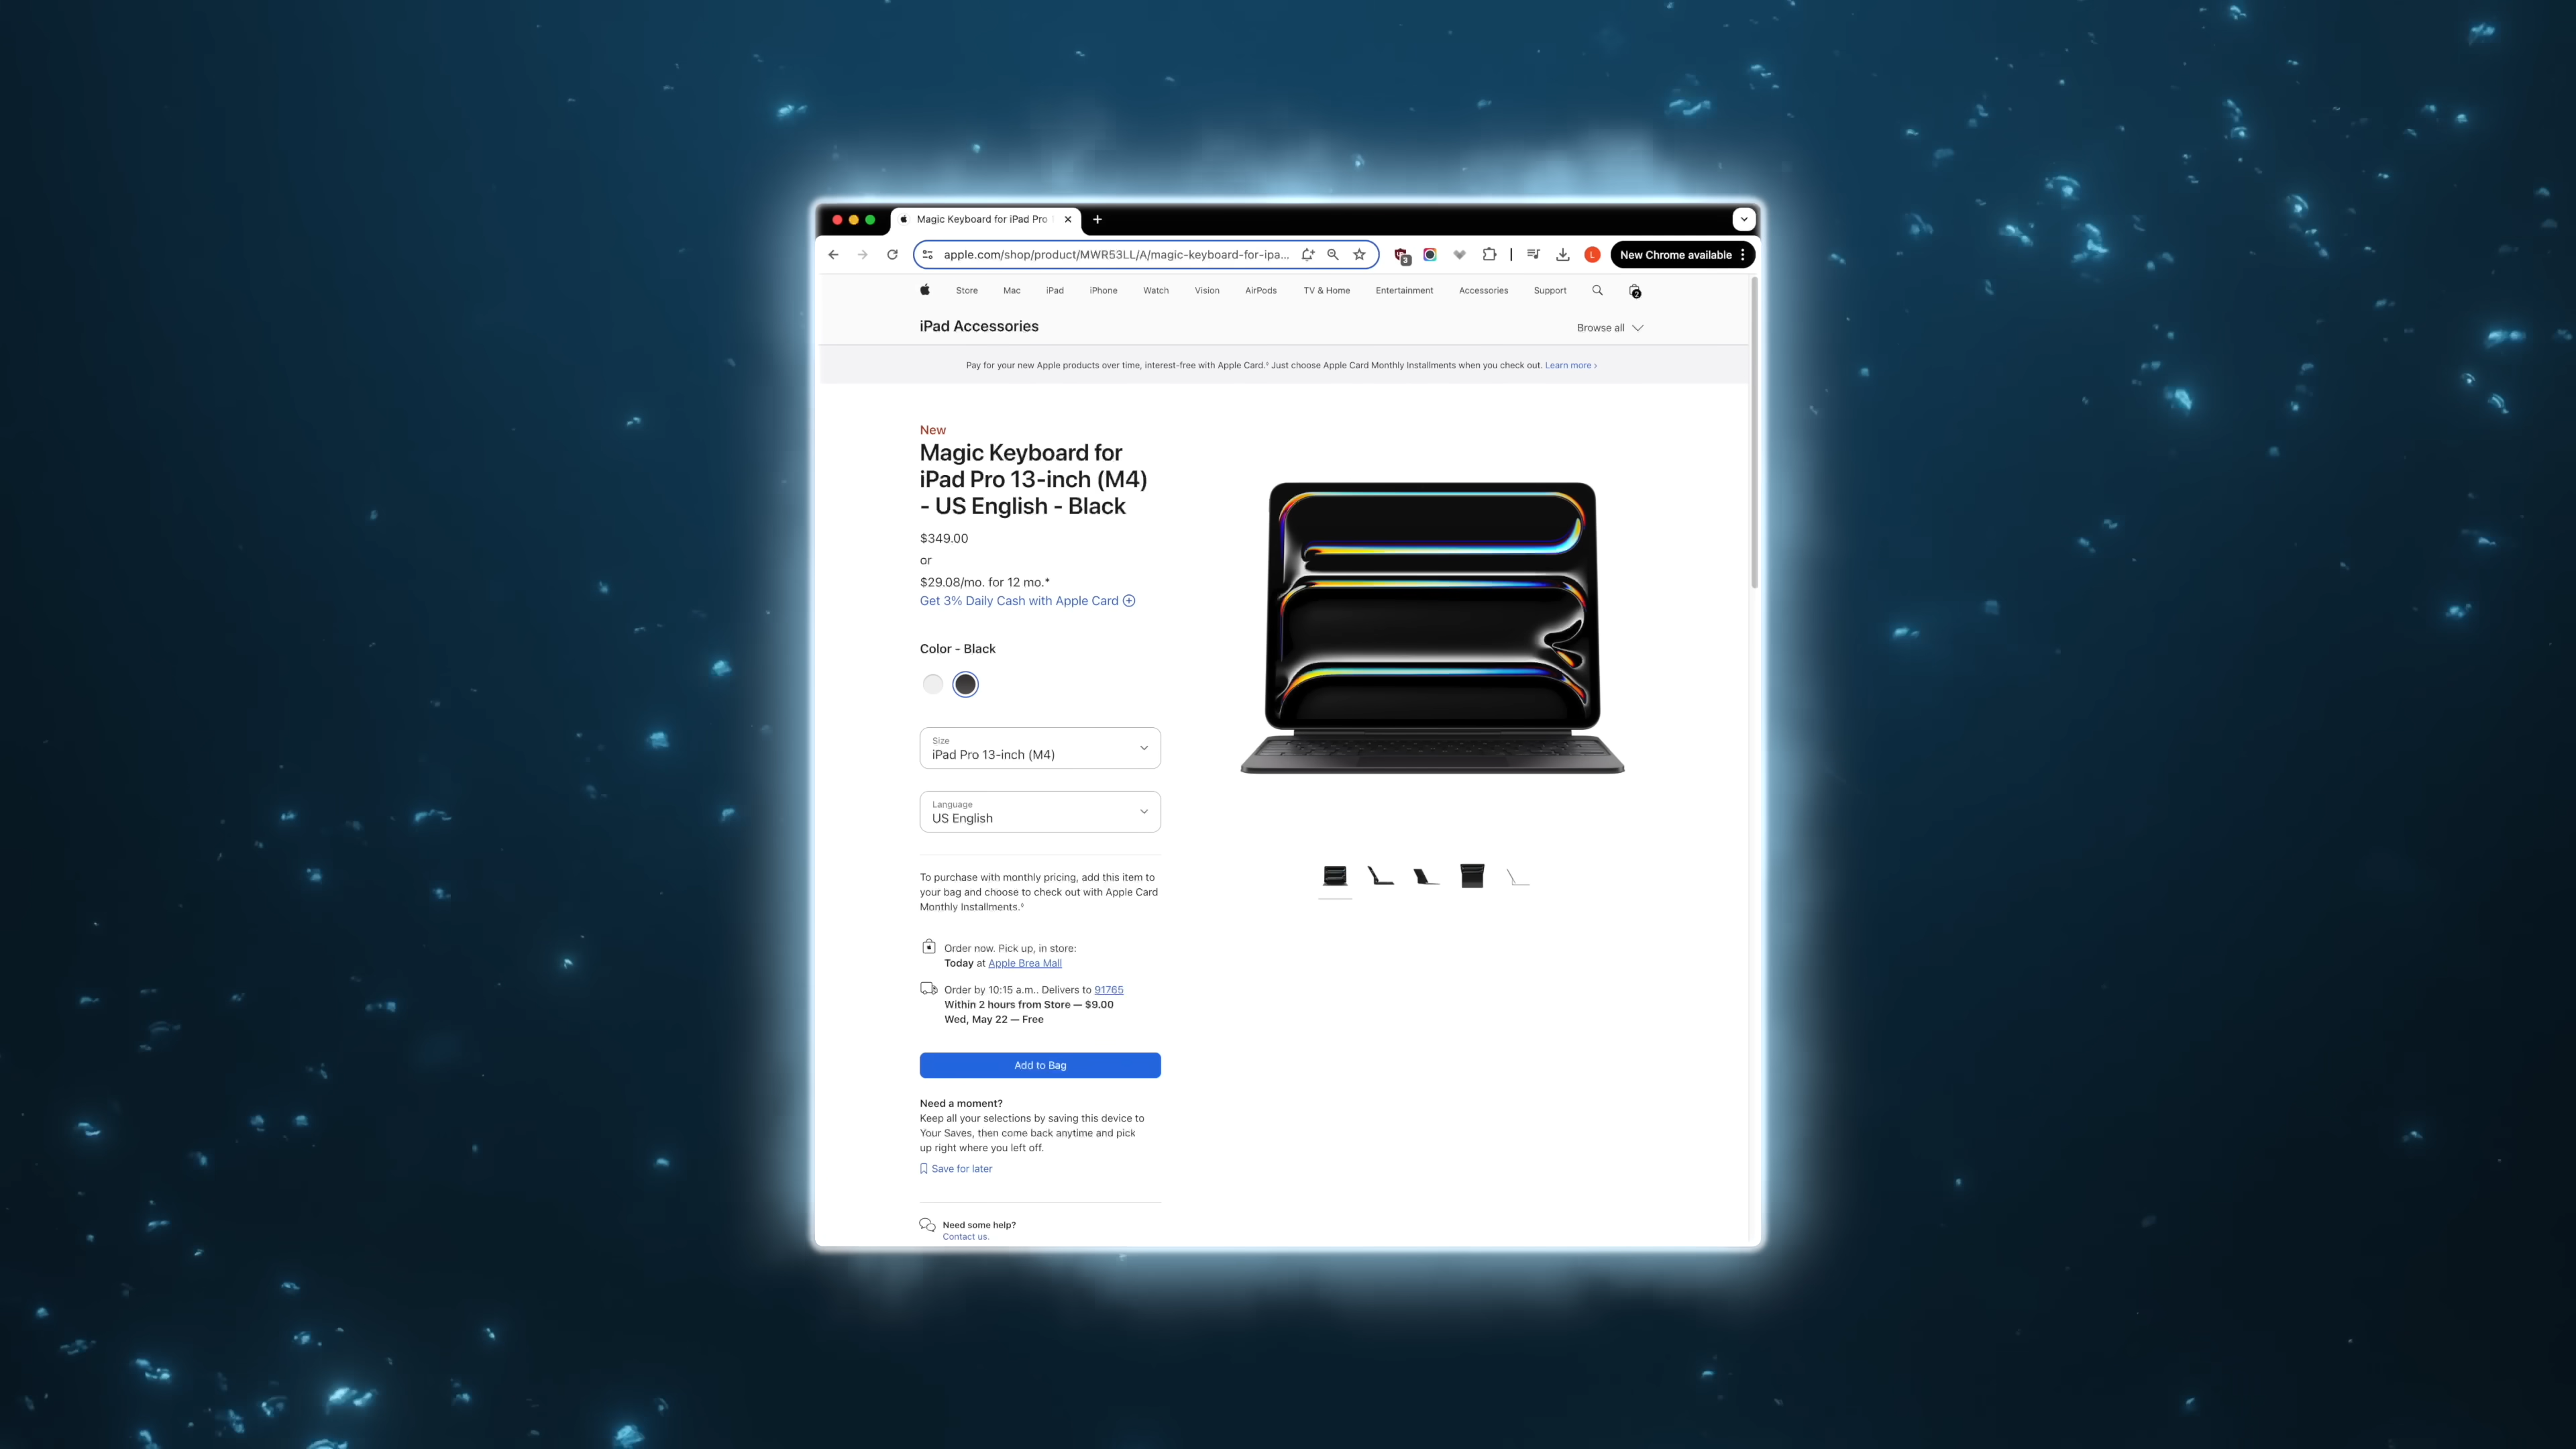 Magic Keyboard for iPad Pro
apple.com/shop/product/MWR53LL/A/magic-keyboard-for-ipa...
3
L
New Chrome available
Store Mac iPad iPhone Watch Vision AirPods TV & Home Entertainment Accessories Support
2
iPad Accessories
Browse all
Pay for your new Apple products over time, interest-free with Apple Card.◊ Just choose Apple Card Monthly Installments when you check out. Learn more ›
New
Magic Keyboard for
iPad Pro 13-inch (M4)
- US English - Black
$349.00
or
$29.08/mo. for 12 mo.*
Get 3% Daily Cash with Apple Card
Color - Black
Size
iPad Pro 13-inch (M4)
Language
US English
To purchase with monthly pricing, add this item to
your bag and choose to check out with Apple Card
Monthly Installments.◊
Order now. Pick up, in store:
Today at Apple Brea Mall
Order by 10:15 a.m.. Delivers to 91765
Within 2 hours from Store — $9.00
Wed, May 22 — Free
Add to Bag
Need a moment?
Keep all your selections by saving this device to
Your Saves, then come back anytime and pick
up right where you left off.
Save for later
Need some help?
Contact us.